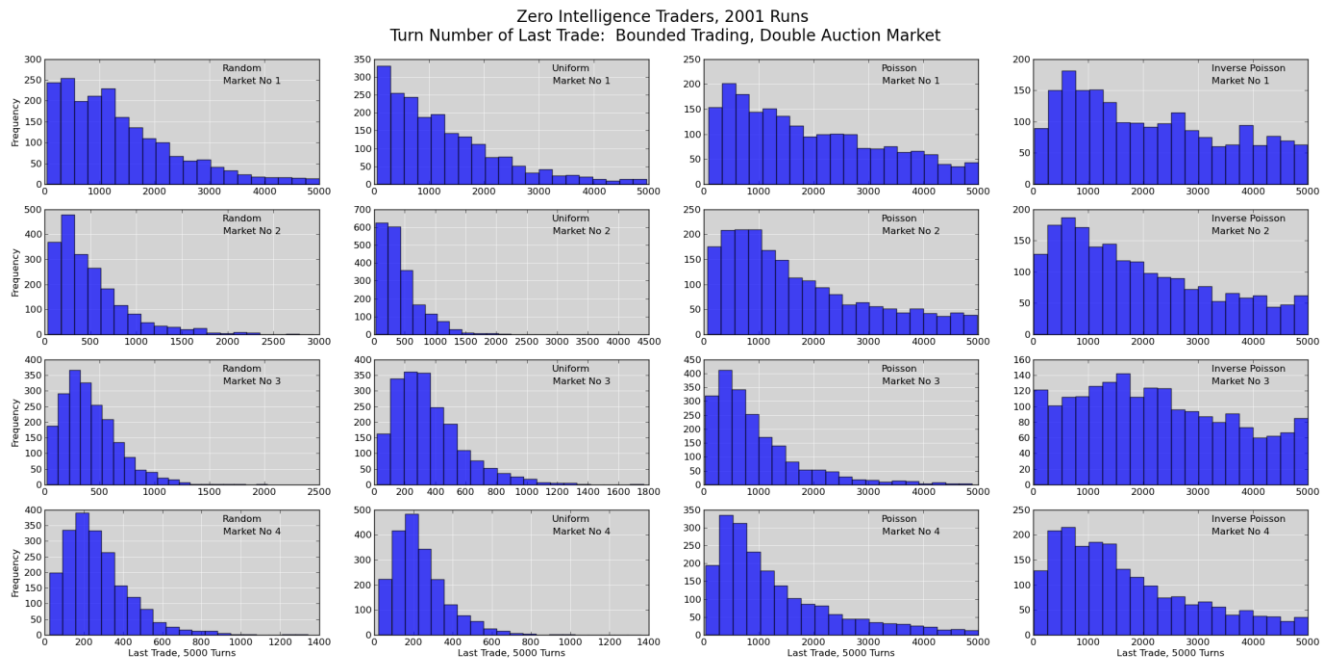 Zero Intelligence Traders, 2001 Runs
Turn Number of Last Trade:  Bounded Trading, Double Auction Market
Random
Market No 1
Frequency
300
250
200
150
100
50
0
1000 2000 3000 4000 5000
Uniform
Market No 1
350
300
250
200
150
100
50
0
0 1000 2000 3000 4000 5000
Poisson
Market No 1
250
200
150
100
50
0
0 1000 2000 3000 4000 5000
Inverse Poisson
Market No 1
200
150
100
50
0
0 1000 2000 3000 4000 5000
Random
Market No 2
Frequency
500
400
300
200
100
0
0 500 1000 1500 2000 2500 3000
Uniform
Market No 2
700
600
500
400
300
200
100
0
0 500 1000 1500 2000 2500 3000 3500 4000 4500
Poisson
Market No 2
250
200
150
100
50
0
0 1000 2000 3000 4000 5000
Inverse Poisson
Market No 2
200
150
100
50
0
0 1000 2000 3000 4000 5000
Random
Market No 3
Frequency
400
350
300
250
200
150
100
50
0
0 500 1000 1500 2000 2500
Uniform
Market No 3
400
350
300
250
200
150
100
50
0
0 200 400 600 800 1000 1200 1400 1600 1800
Poisson
Market No 3
450
400
350
300
250
200
150
100
50
0
0 1000 2000 3000 4000 5000
Inverse Poisson
Market No 3
160
140
120
100
80
60
40
20
0
0 1000 2000 3000 4000 5000
Random
Market No 4
Frequency
400
350
300
250
200
150
100
50
0
0 200 400 600 800 1000 1200 1400
Last Trade, 5000 Turns
Uniform
Market No 4
500
400
300
200
100
0
0 200 400 600 800 1000 1200 1400
Last Trade, 5000 Turns
Poisson
Market No 4
350
300
250
200
150
100
50
0
0 1000 2000 3000 4000 5000
Last Trade, 5000 Turns
Inverse Poisson
Market No 4
250
200
150
100
50
0
0 1000 2000 3000 4000 5000
Last Trade, 5000 Turns